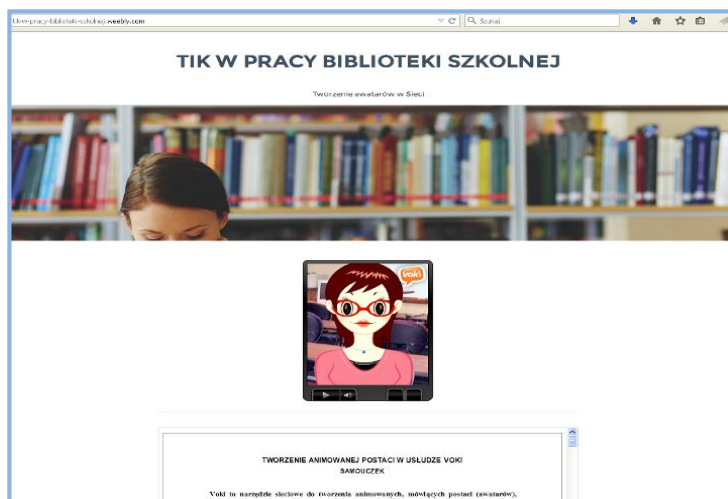 tik-w-pracy-biblioteki-szkolnej.weebly.com
Szukaj
TIK W PRACY BIBLIOTEKI SZKOLNEJ
Tworzenie awatarów w Sieci
voki
TWORZENIE ANIMOWANEJ POSTACI W USŁUDZE VOKI
SAMOUCZEK
Voki to narzędzie sieciowe do tworzenia animowanych, mówiących postaci (awatarów),